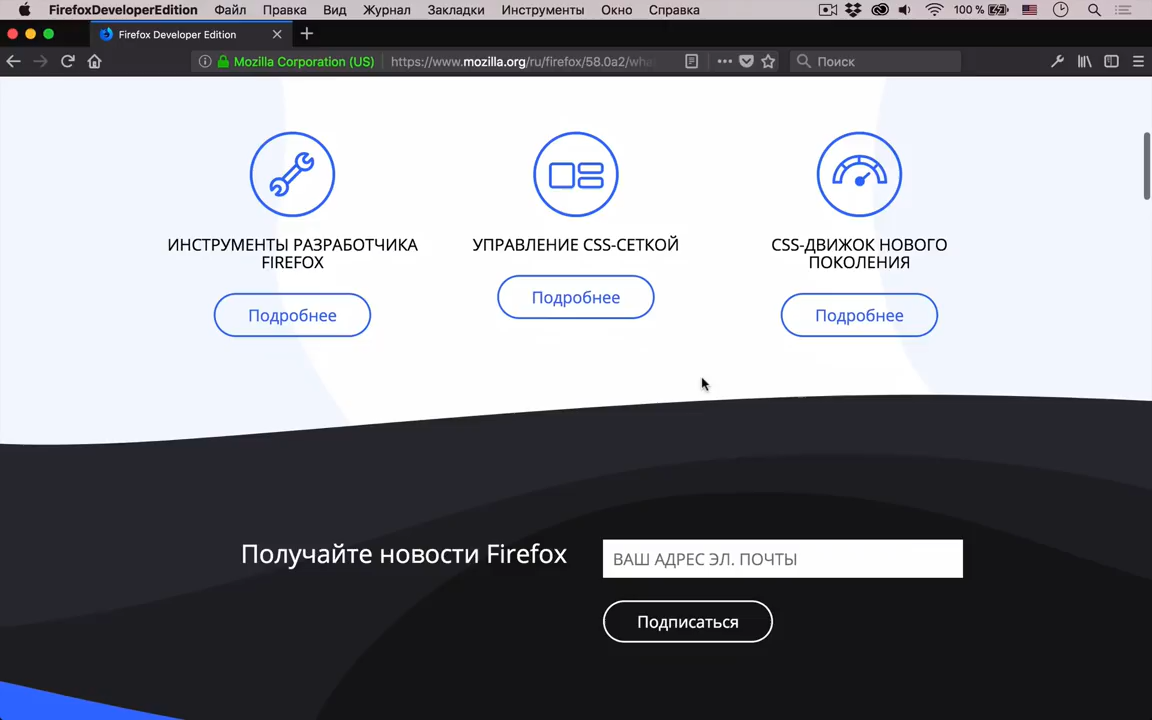 FirefoxDeveloperEdition Файл Правка Вид Журнал Закладки Инструменты Окно Справка 100 %
Firefox Developer Edition
Mozilla Corporation (US) https://www.mozilla.org/ru/firefox/58.0a2/wha Поиск
ИНСТРУМЕНТЫ РАЗРАБОТЧИКА
FIREFOX
Подробнее
УПРАВЛЕНИЕ CSS-СЕТКОЙ
Подробнее
CSS-ДВИЖОК НОВОГО
ПОКОЛЕНИЯ
Подробнее
Получайте новости Firefox
ВАШ АДРЕС ЭЛ. ПОЧТЫ
Подписаться